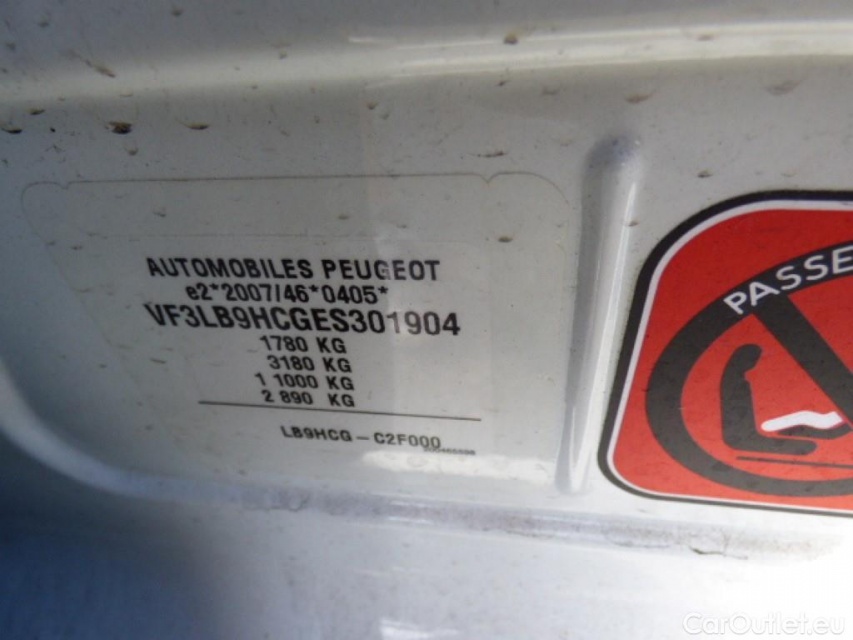 AUTOMOBILES PEUGEOT
e2*2007/46*0405*
VF3LB9HCGES301904
1780 KG
3180 KG
1 1000 KG
2 890 KG
LB9HCG - C2F000
PASSE
CarOutlet.eu